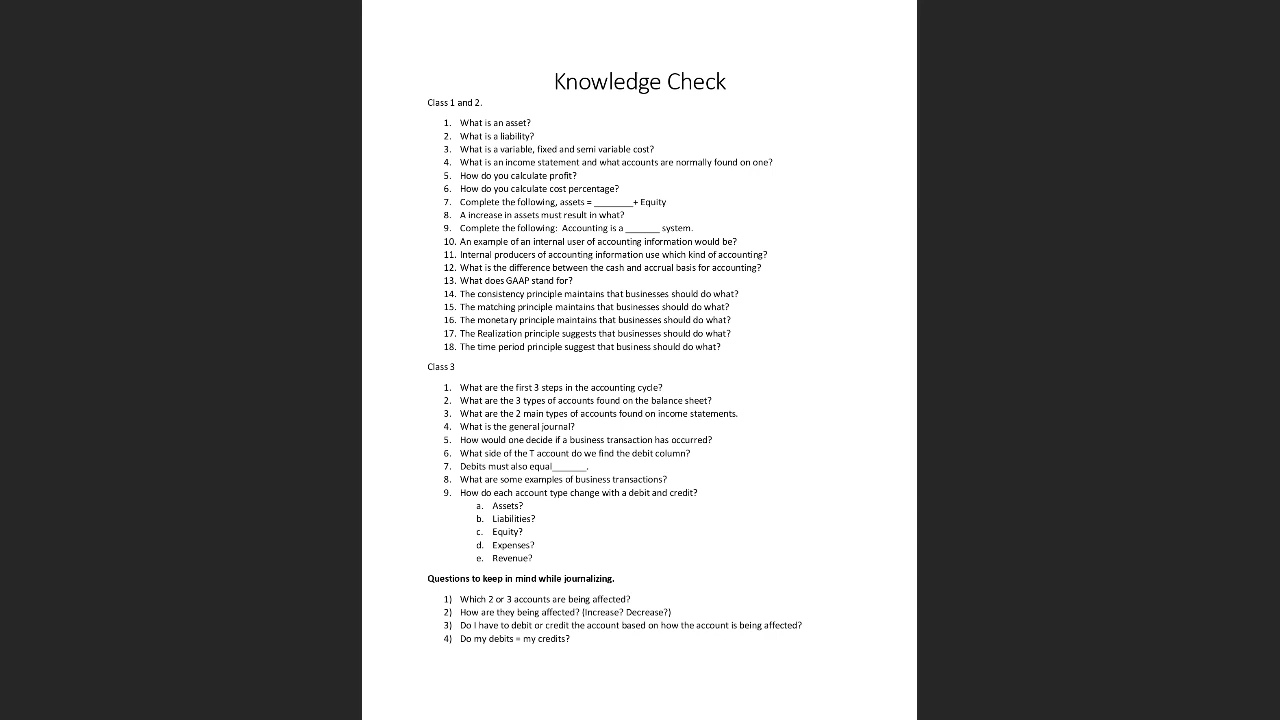 Knowledge Check
Class 1 and 2.
1. What is an asset?
2. What is a liability?
3. What is a variable, fixed and semi variable cost?
4. What is an income statement and what accounts are normally found on one?
5. How do you calculate profit?
6. How do you calculate cost percentage?
7. Complete the following, assets = ________+ Equity
8. A increase in assets must result in what?
9. Complete the following:  Accounting is a _______ system.
10. An example of an internal user of accounting information would be?
11. Internal producers of accounting information use which kind of accounting?
12. What is the difference between the cash and accrual basis for accounting?
13. What does GAAP stand for?
14. The consistency principle maintains that businesses should do what?
15. The matching principle maintains that businesses should do what?
16. The monetary principle maintains that businesses should do what?
17. The Realization principle suggests that businesses should do what?
18. The time period principle suggest that business should do what?
Class 3
1. What are the first 3 steps in the accounting cycle?
2. What are the 3 types of accounts found on the balance sheet?
3. What are the 2 main types of accounts found on income statements.
4. What is the general journal?
5. How would one decide if a business transaction has occurred?
6. What side of the T account do we find the debit column?
7. Debits must also equal_______.
8. What are some examples of business transactions?
9. How do each account type change with a debit and credit?
a. Assets?
b. Liabilities?
c. Equity?
d. Expenses?
e. Revenue?
Questions to keep in mind while journalizing.
1) Which 2 or 3 accounts are being affected?
2) How are they being affected? (Increase? Decrease?)
3) Do I have to debit or credit the account based on how the account is being affected?
4) Do my debits = my credits?